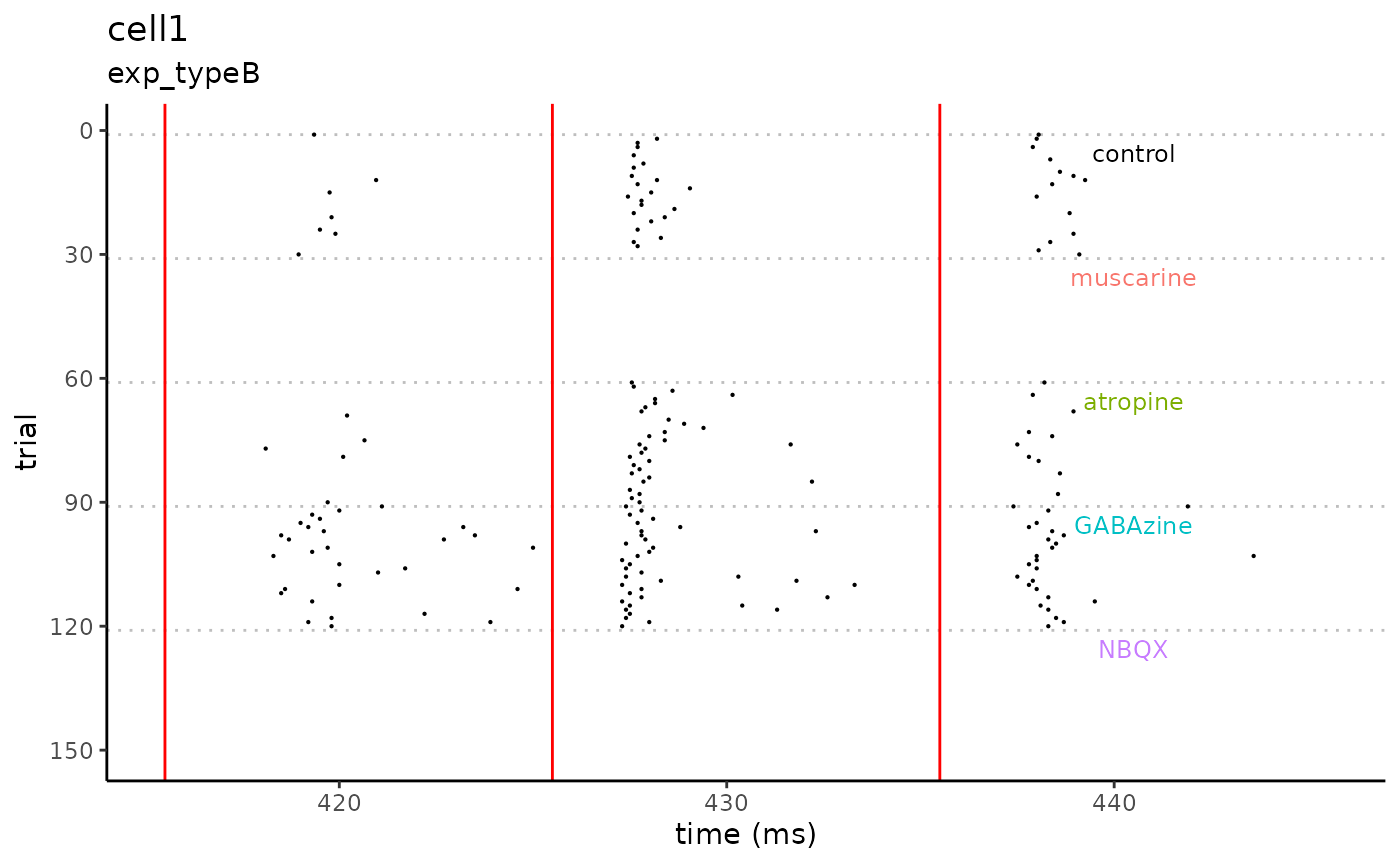 cell1
exp_typeB
trial
0
30
60
90
120
150
control
muscarine
atropine
GABAzine
NBQX
420
430
440
time (ms)